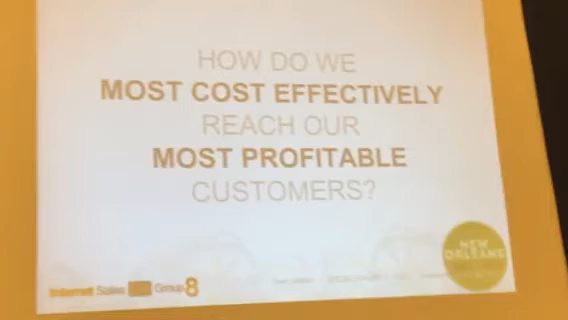 HOW DO WE
MOST COST EFFECTIVELY
REACH OUR
MOST PROFITABLE
CUSTOMERS?
NEW
ORLEANS
Internet Sales Group 8